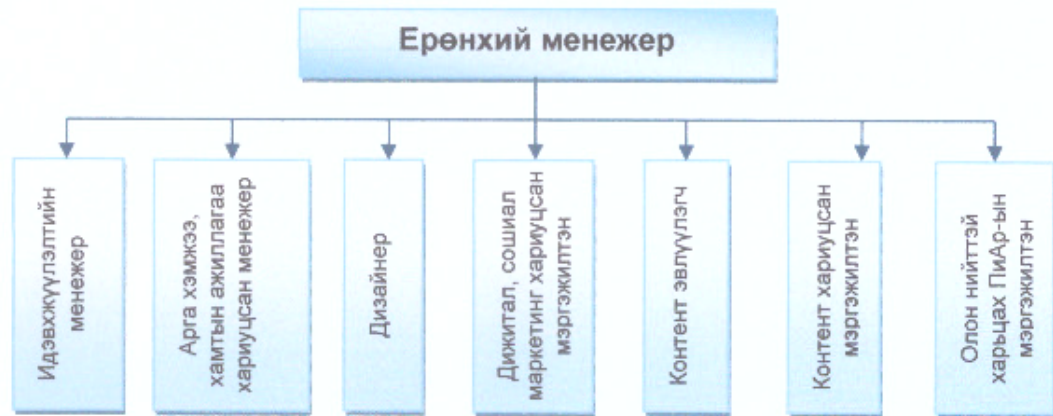 Ерөнхий менежер
Идэвхжүүлэлтийн
менежер
Арга хэмжээ,
хамтын ажиллагаа
хариуцсан менежер
Дизайнер
Дижитал, сошиал
маркетинг хариуцсан
мэргэжилтэн
Контент эвлүүлэгч
Контент хариуцсан
мэргэжилтэн
Олон нийттэй
харьцах ПиАр-ын
мэргэжилтэн